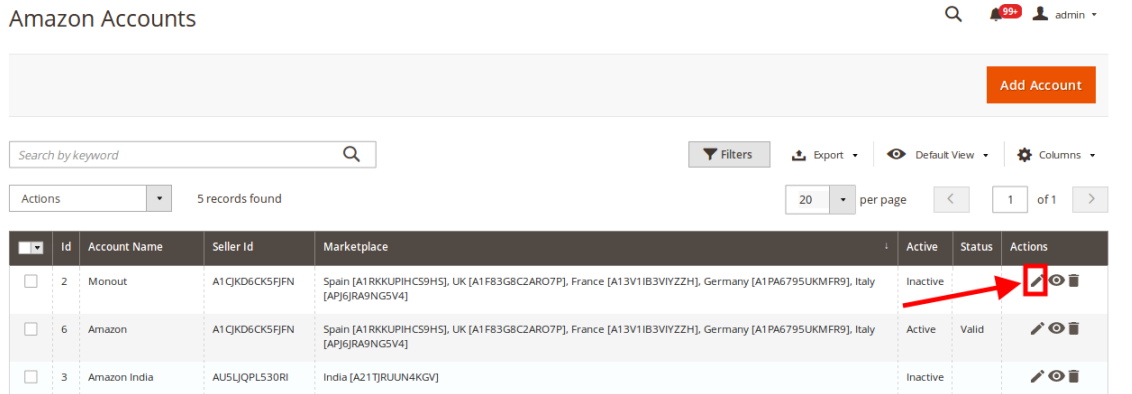 Amazon Accounts
99+ admin
Add Account
Search by keyword
Filters Export Default View Columns
Actions 5 records found 20 per page 1 of 1
Id Account Name Seller Id Marketplace ↓ Active Status Actions
2 Monout A1CJKD6CK5FJFN Spain [A1RKKUPIHCS9HS], UK [A1F83G8C2ARO7P], France [A13V1IB3VIYZZH], Germany [A1PA6795UKMFR9], Italy Inactive
[APJ6JRA9NG5V4]
6 Amazon A1CJKD6CK5FJFN Spain [A1RKKUPIHCS9HS], UK [A1F83G8C2ARO7P], France [A13V1IB3VIYZZH], Germany [A1PA6795UKMFR9], Italy Active Valid
[APJ6JRA9NG5V4]
3 Amazon India AU5LJQPL530RI India [A21TJRUUN4KGV] Inactive